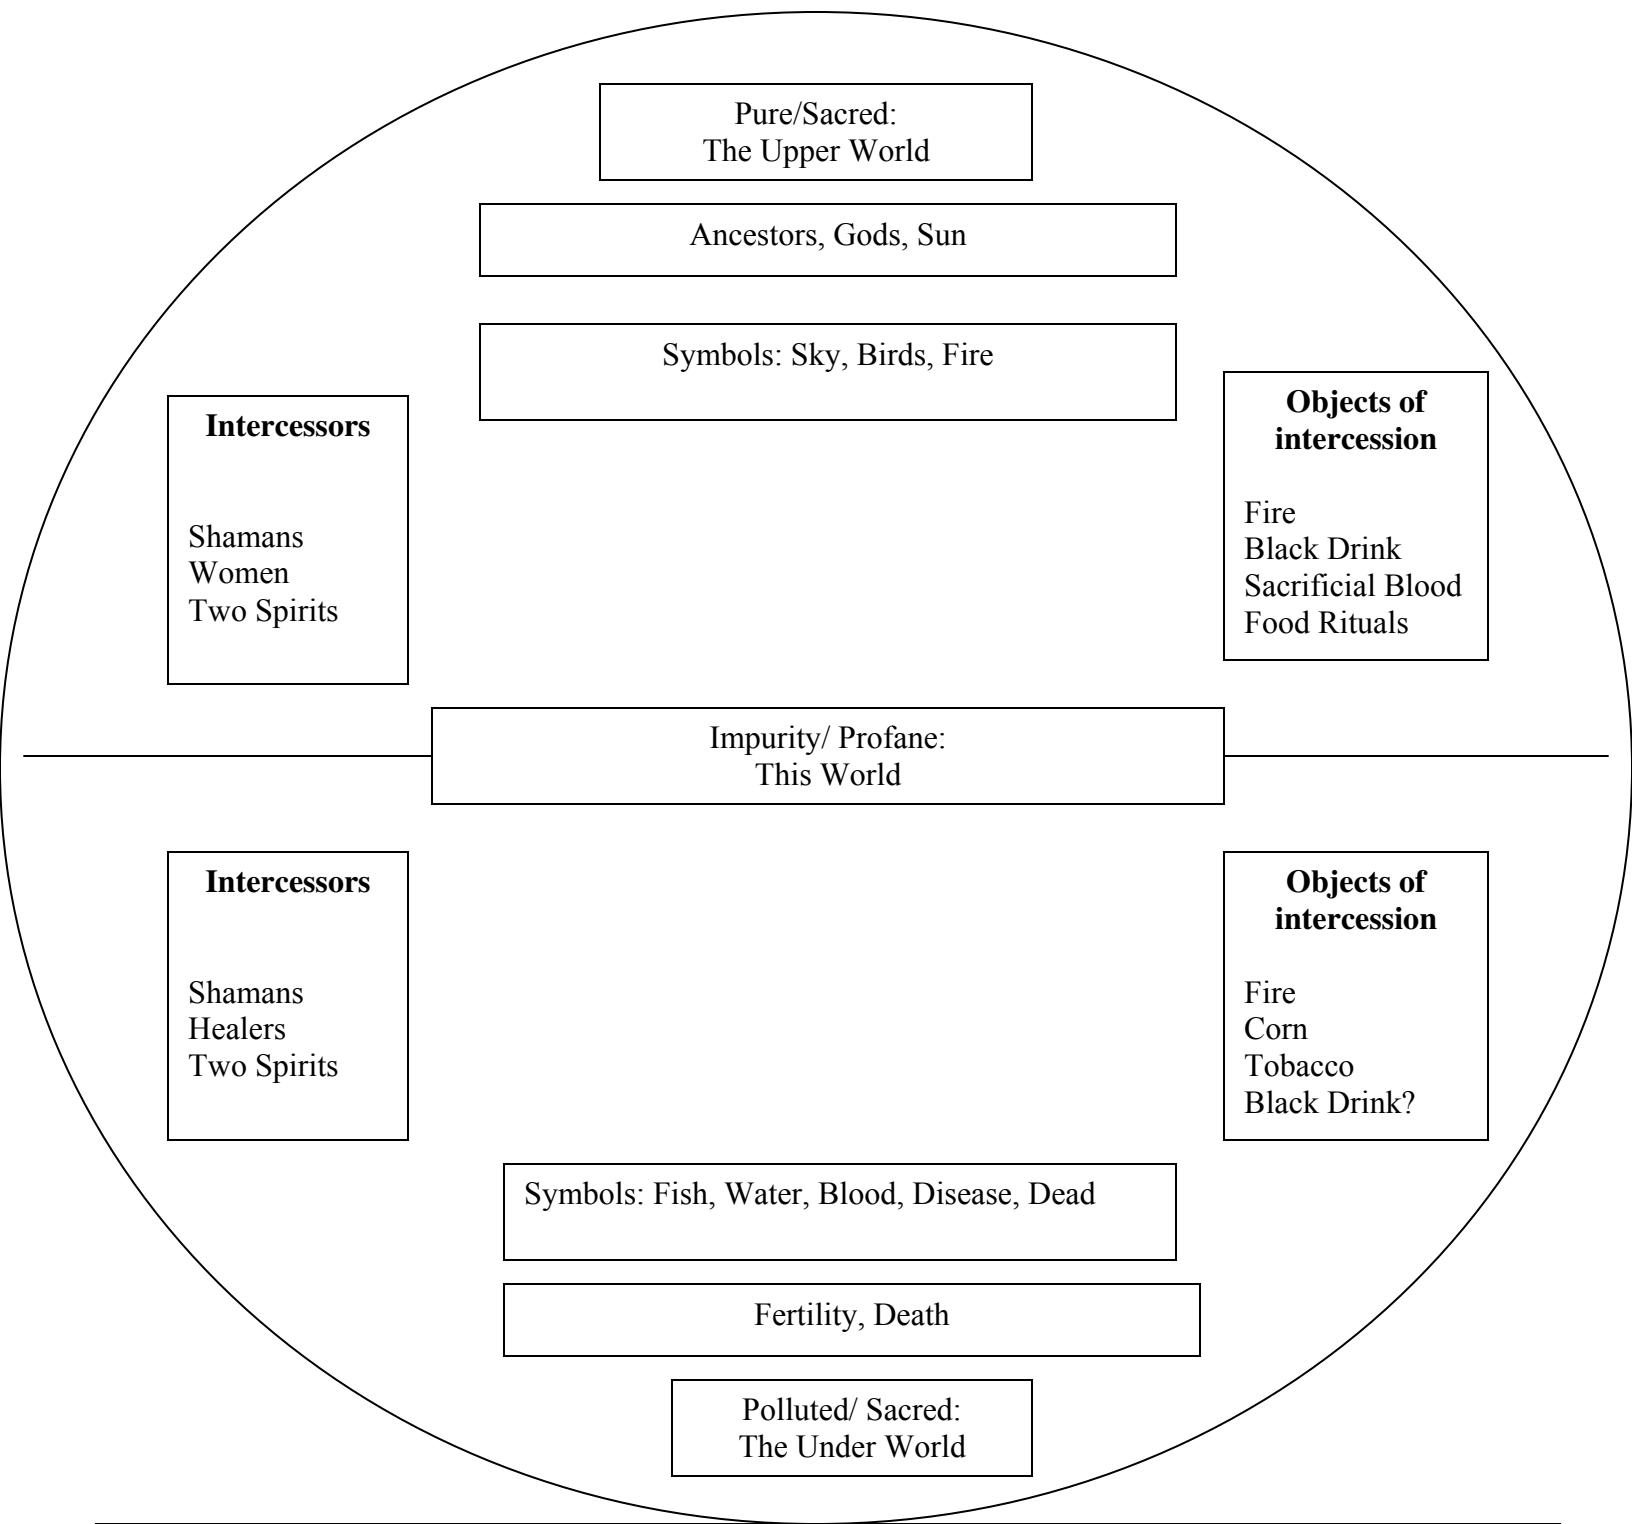 Pure/Sacred:
The Upper World
Ancestors, Gods, Sun
Symbols: Sky, Birds, Fire
Intercessors
Shamans
Women
Two Spirits
Objects of
intercession
Fire
Black Drink
Sacrificial Blood
Food Rituals
Impurity/ Profane:
This World
Intercessors
Shamans
Healers
Two Spirits
Objects of
intercession
Fire
Corn
Tobacco
Black Drink?
Symbols: Fish, Water, Blood, Disease, Dead
Fertility, Death
Polluted/ Sacred:
The Under World